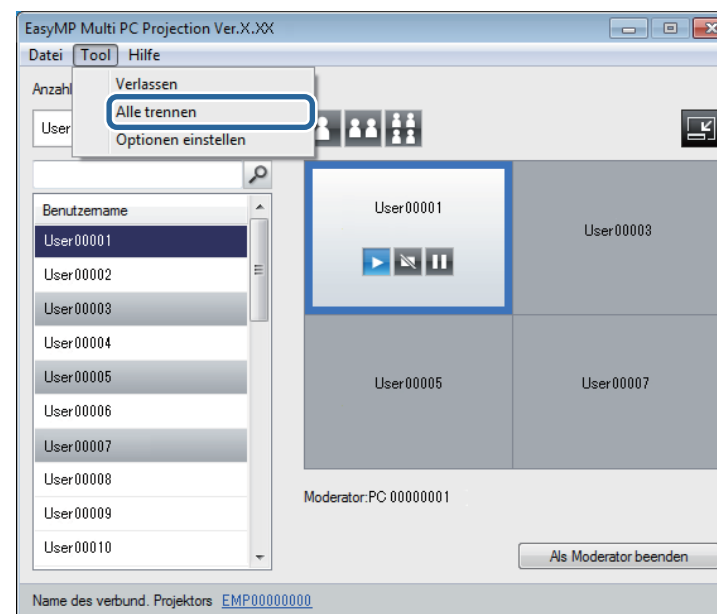 EasyMP Multi PC Projection Ver.X.XX
Datei Tool Hilfe
Anzahl
Verlassen
Alle trennen
Optionen einstellen
User
Benutzername
User00001
User00002
User00003
User00004
User00005
User00006
User00007
User00008
User00009
User00010
User00001
User00003
User00005
User00007
Moderator:PC 00000001
Als Moderator beenden
Name des verbund. Projektors EMP00000000